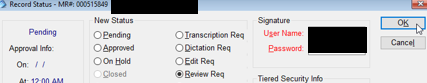 Record Status - MR#: 000515849
Pending
Approval Info:
On: / /
At: 12:00 AM
New Status
Pending
Approved
On Hold
Closed
Transcription Req
Dictation Req
Edit Req
Review Req
Signature
User Name:
Password:
Tiered Security Info
OK
Cancel